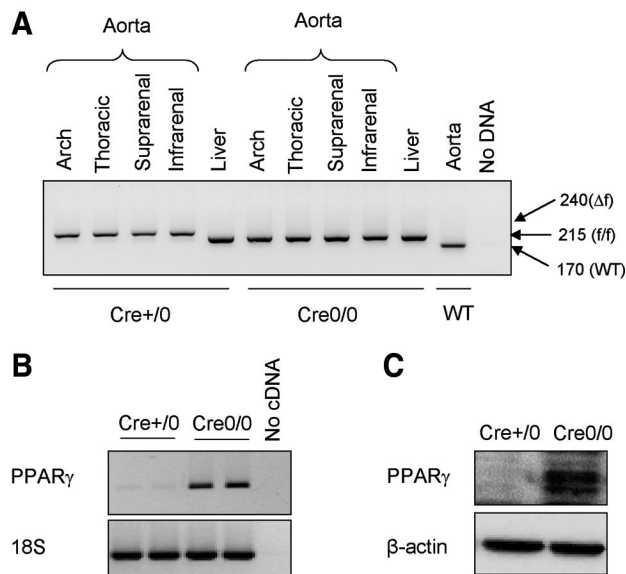 A
Aorta Aorta
Arch Thoracic Suprarenal Infrarenal Liver Arch Thoracic Suprarenal Infrarenal Liver Aorta No DNA
240(Δf)
215 (f/f)
170 (WT)
Cre+/0 Cre0/0 WT
B
Cre+/0 Cre0/0 No cDNA
PPARγ
18S
C
Cre+/0 Cre0/0
PPARγ
β-actin